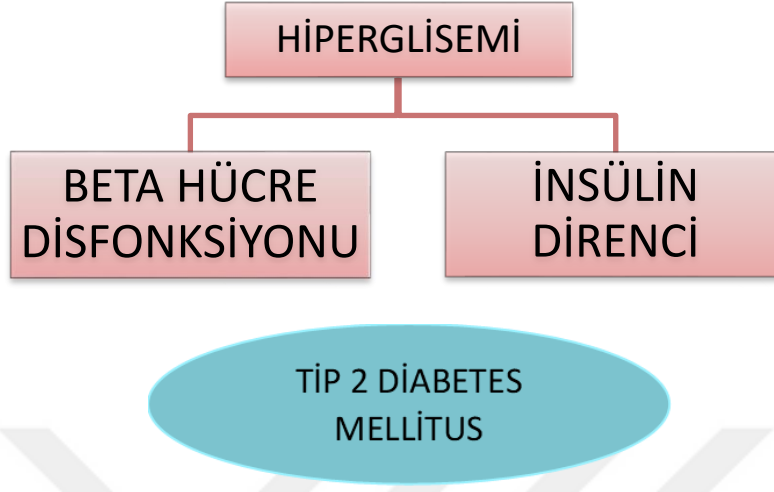 HİPERGLİSEMİ
BETA HÜCRE
DİSFONKSİYONU
İNSÜLİN
DİRENCİ
TİP 2 DİABETES
MELLİTUS